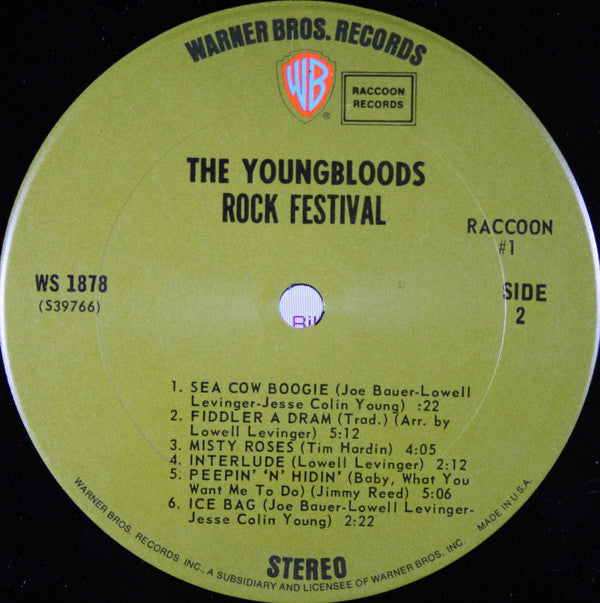 WARNER BROS. RECORDS
WB
®
RACCOON
RECORDS
THE YOUNGBLOODS
ROCK FESTIVAL
RACCOON
#1
WS 1878
(S39766)
SIDE
2
1. SEA COW BOOGIE (Joe Bauer-Lowell
Levinger-Jesse Colin Young) :22
2. FIDDLER A DRAM (Trad.) (Arr. by
Lowell Levinger) 5:12
3. MISTY ROSES (Tim Hardin) 4:05
4. INTERLUDE (Lowell Levinger) 2:12
5. PEEPIN' 'N' HIDIN' (Baby, What You
Want Me To Do) (Jimmy Reed) 5:06
6. ICE BAG (Joe Bauer-Lowell Levinger-
Jesse Colin Young) 2:22
STEREO
WARNER BROS. RECORDS INC., A SUBSIDIARY AND LICENSEE OF WARNER BROS. INC.
MADE IN U.S.A.